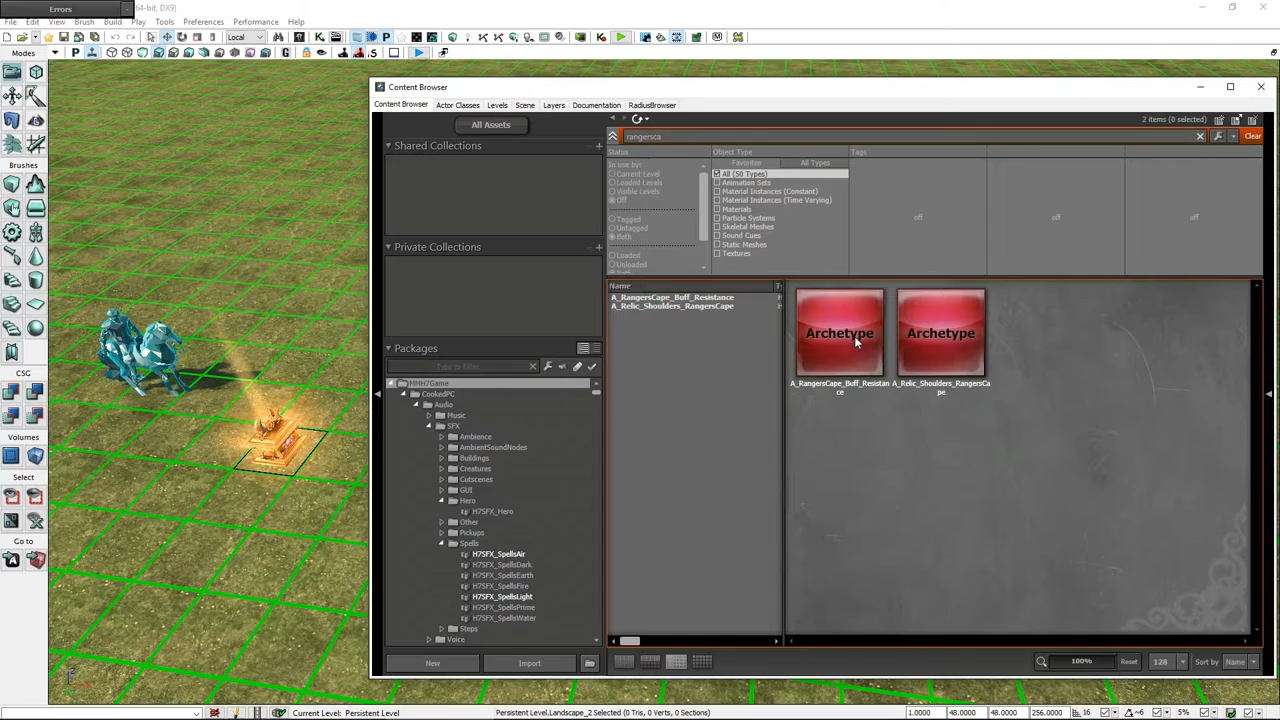 Errors
64-bit, DX9)
File Edit View Brush Build Play Tools Preferences Performance Help
Local
Modes
Brushes
CSG
Volumes
Select
Go to
Content Browser
Content Browser Actor Classes Levels Scene Layers Documentation RadiusBrowser
All Assets
2 items (0 selected)
Shared Collections
rangersca
Clear
Status
Object Type
Tags
In use by:
Favorites
All Types
Current Level
Loaded Levels
Visible Levels
Off
Tagged
Untagged
Both
Loaded
Unloaded
All (50 Types)
Animation Sets
Material Instances (Constant)
Material Instances (Time Varying)
Materials
Particle Systems
Skeletal Meshes
Sound Cues
Static Meshes
Textures
off
off
off
Private Collections
Name
A_RangersCape_Buff_Resistance
A_Relic_Shoulders_RangersCape
Archetype
Archetype
A_RangersCape_Buff_Resistan
ce
A_Relic_Shoulders_RangersCa
pe
Packages
Type to Filter
MMH7Game
CookedPC
Audio
Music
SFX
Ambience
AmbientSoundNodes
Buildings
Creatures
Cutscenes
GUI
Hero
H7SFX_Hero
Other
Pickups
Spells
H7SFX_SpellsAir
H7SFX_SpellsDark
H7SFX_SpellsEarth
H7SFX_SpellsFire
H7SFX_SpellsLight
H7SFX_SpellsPrime
H7SFX_SpellsWater
Steps
Voice
New
Import
100%
Reset
128
Sort by
Name
Current Level: Persistent Level
Persistent Level.Landscape_2 Selected (0 Tris, 0 Verts, 0 Sections)
1.0000
48.0000
48.0000
256.0000
16
6
5%